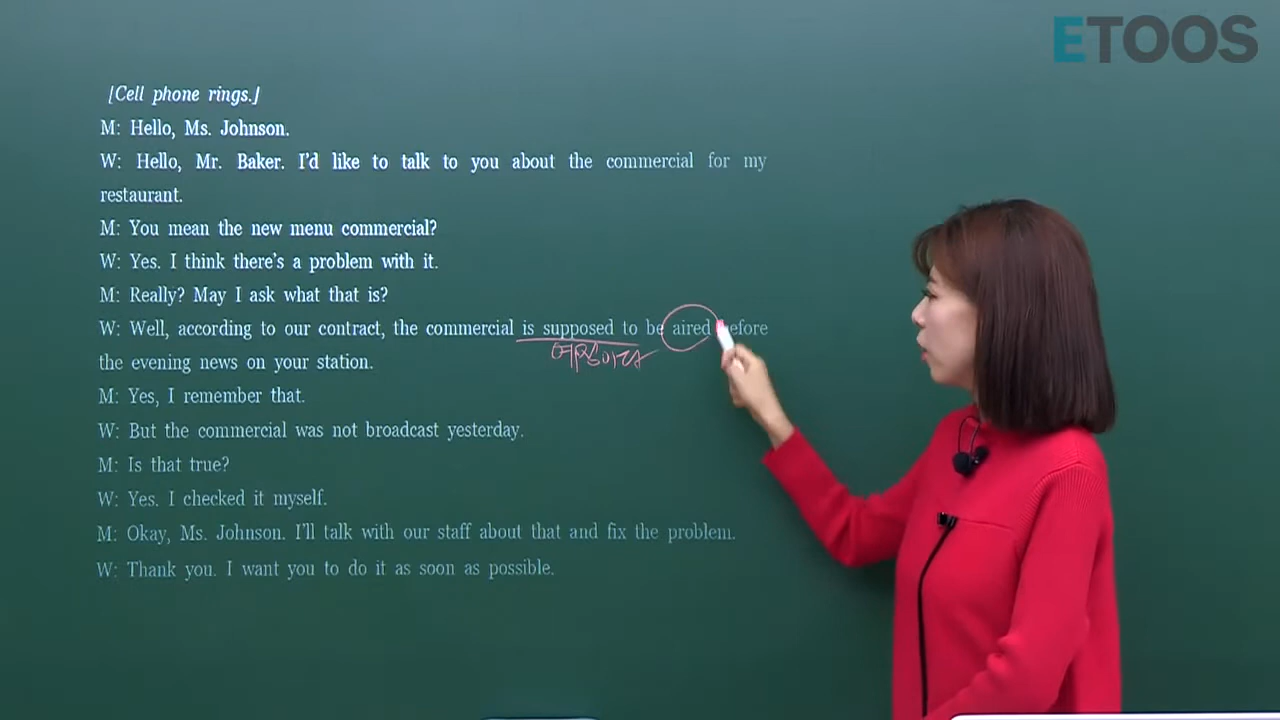 ETOOS
[Cell phone rings.]
M: Hello, Ms. Johnson.
W: Hello, Mr. Baker. I'd like to talk to you about the commercial for my
restaurant.
M: You mean the new menu commercial?
W: Yes. I think there's a problem with it.
M: Really? May I ask what that is?
W: Well, according to our contract, the commercial is supposed to be aired before
예정이다
the evening news on your station.
M: Yes, I remember that.
W: But the commercial was not broadcast yesterday.
M: Is that true?
W: Yes. I checked it myself.
M: Okay, Ms. Johnson. I'll talk with our staff about that and fix the problem.
W: Thank you. I want you to do it as soon as possible.